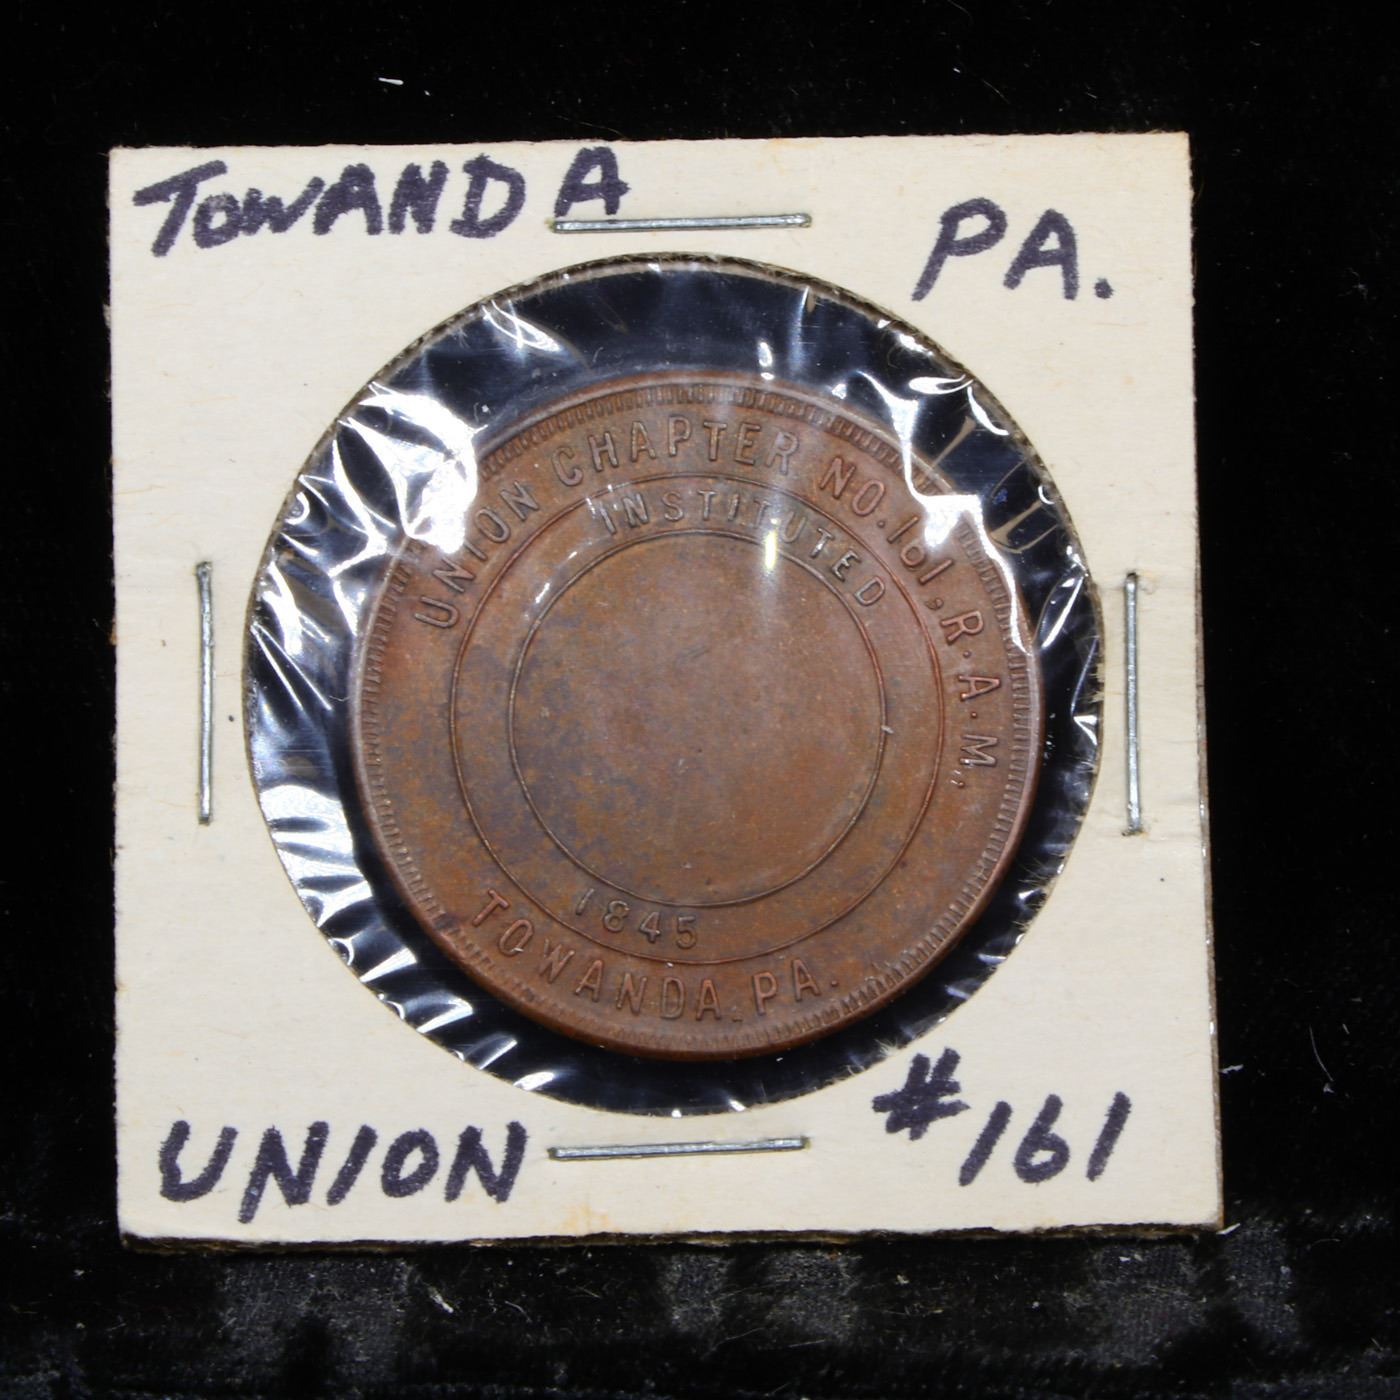 TOWANDA
PA.
UNION CHAPTER NO. 161, R.A.M.,
INSTITUTED
1845
TOWANDA, PA.
UNION
#161